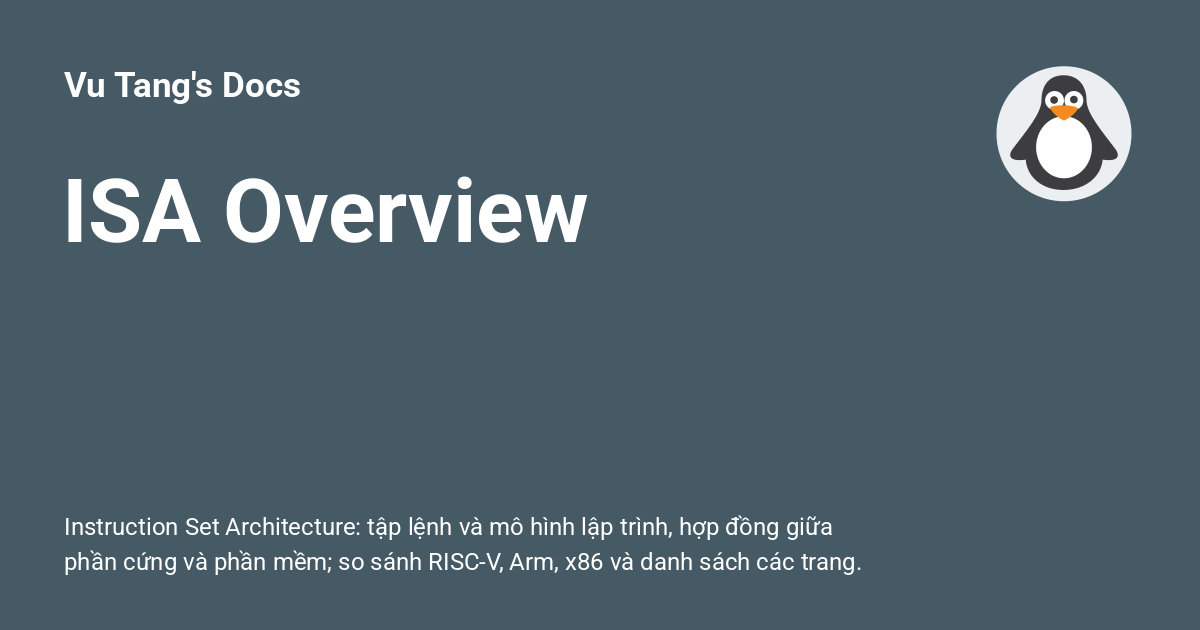 Vu Tang's Docs
ISA Overview
Instruction Set Architecture: tập lệnh và mô hình lập trình, hợp đồng giữa
phần cứng và phần mềm; so sánh RISC-V, Arm, x86 và danh sách các trang.